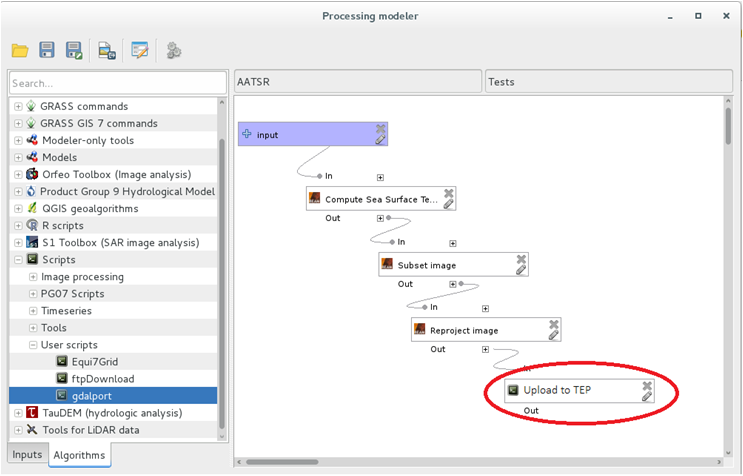 Processing modeler
Search...
AATSR
Tests
GRASS commands
GRASS GIS 7 commands
Modeler-only tools
Models
Orfeo Toolbox (Image analysis)
Product Group 9 Hydrological Model
QGIS geoalgorithms
R scripts
S1 Toolbox (SAR image analysis)
Scripts
Image processing
PG07 Scripts
Timeseries
Tools
User scripts
Equi7Grid
ftpDownload
gdalport
TauDEM (hydrologic analysis)
Tools for LiDAR data
Inputs
Algorithms
input
In
Compute Sea Surface Te...
Out
In
Subset image
Out
In
Reproject image
Out
In
Upload to TEP
Out